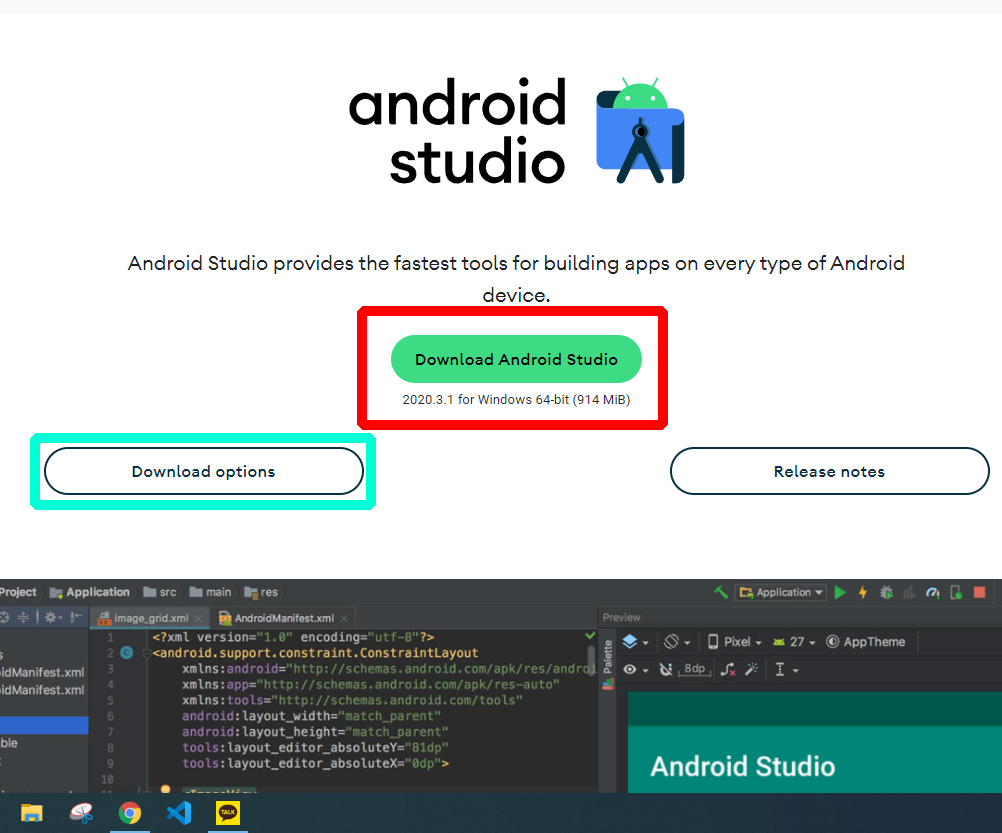 android
studio
Android Studio provides the fastest tools for building apps on every type of Android
device.
Download Android Studio
2020.3.1 for Windows 64-bit (914 MiB)
Download options
Release notes
Project Application src main res
Application
image_grid.xml AndroidManifest.xml
Preview
1 <?xml version="1.0" encoding="utf-8"?>
2 <android.support.constraint.ConstraintLayout
3 xmlns:android="http://schemas.android.com/apk/res/androi
4 xmlns:app="http://schemas.android.com/apk/res-auto"
5 xmlns:tools="http://schemas.android.com/tools"
6 android:layout_width="match_parent"
7 android:layout_height="match_parent"
8 tools:layout_editor_absoluteY="81dp"
9 tools:layout_editor_absoluteX="0dp">
10
s
oidManifest.xml
oidManifest.xml
ble
Palette
Pixel 27 AppTheme
8dp
Android Studio
TALK